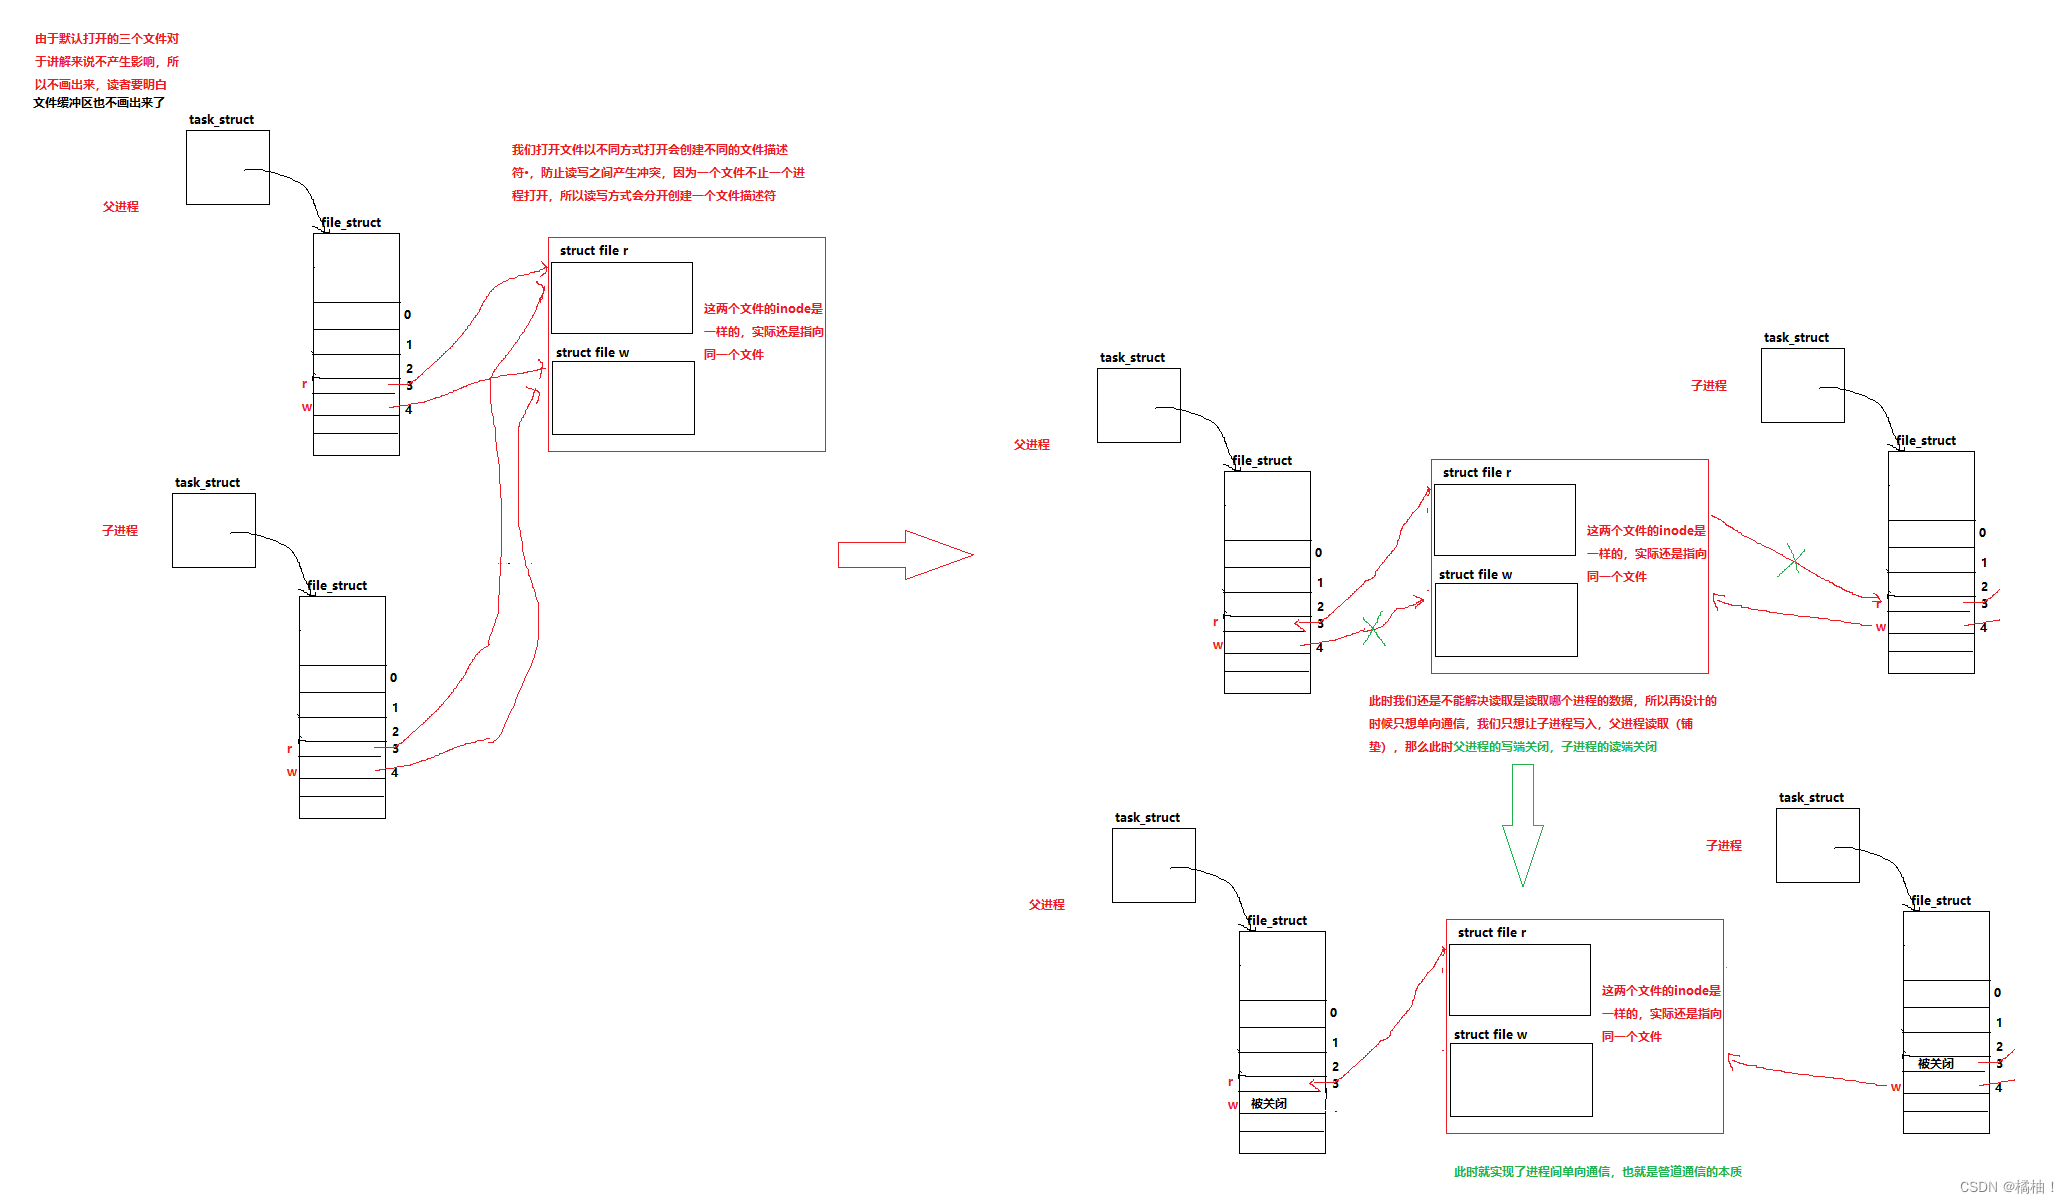 由于默认打开的三个文件对
于讲解来说不产生影响，所
以不画出来，读者要明白
文件缓冲区也不画出来了
task_struct
父进程
file_struct
0
1
2
r
3
w
4
我们打开文件以不同方式打开会创建不同的文件描述
符•，防止读写之间产生冲突，因为一个文件不止一个进
程打开，所以读写方式会分开创建一个文件描述符
struct file r
这两个文件的inode是
一样的，实际还是指向
同一个文件
struct file w
task_struct
子进程
file_struct
0
1
2
r
3
w
4
task_struct
父进程
file_struct
0
1
2
r
3
w
4
struct file r
这两个文件的inode是
一样的，实际还是指向
同一个文件
struct file w
task_struct
子进程
file_struct
0
1
2
r
3
w
4
此时我们还是不能解决读取是读取哪个进程的数据，所以再设计的
时候只想单向通信，我们只想让子进程写入，父进程读取（铺
垫），那么此时父进程的写端关闭，子进程的读端关闭
task_struct
父进程
file_struct
0
1
2
r
3
w
被关闭
struct file r
这两个文件的inode是
一样的，实际还是指向
同一个文件
struct file w
task_struct
子进程
file_struct
0
1
2
被关闭
3
w
4
此时就实现了进程间单向通信，也就是管道通信的本质
CSDN @橘柚！